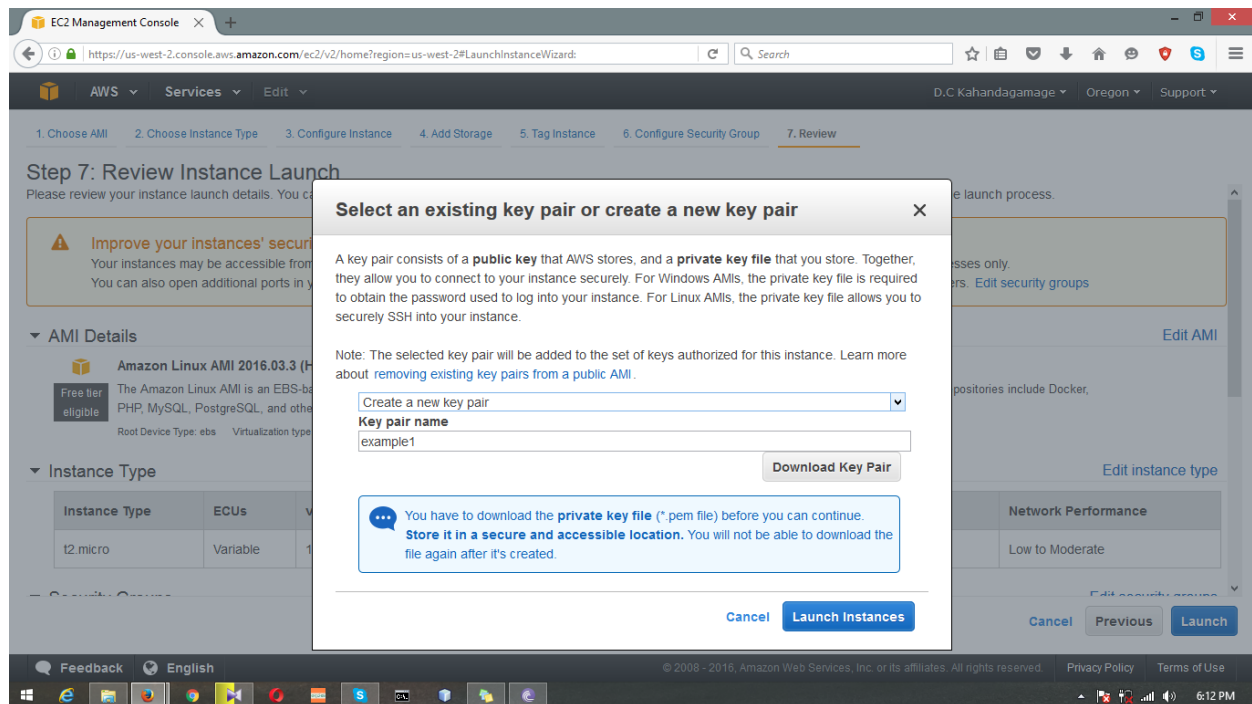 EC2 Management Console
https://us-west-2.console.aws.amazon.com/ec2/v2/home?region=us-west-2#LaunchInstanceWizard:
Search
AWS Services Edit D.C Kahandagamage Oregon Support
1. Choose AMI 2. Choose Instance Type 3. Configure Instance 4. Add Storage 5. Tag Instance 6. Configure Security Group 7. Review
Step 7: Review Instance Launch
Please review your instance launch details. You ca
e launch process.
Improve your instances' securi
Your instances may be accessible from
esses only.
You can also open additional ports in y
ers. Edit security groups
AMI Details
Edit AMI
Amazon Linux AMI 2016.03.3 (H
Free tier
eligible
The Amazon Linux AMI is an EBS-ba
positories include Docker,
PHP, MySQL, PostgreSQL, and othe
Root Device Type: ebs Virtualization type
Instance Type
Edit instance type
Instance Type ECUs v Network Performance
t2.micro Variable 1 Low to Moderate
Select an existing key pair or create a new key pair
A key pair consists of a public key that AWS stores, and a private key file that you store. Together,
they allow you to connect to your instance securely. For Windows AMIs, the private key file is required
to obtain the password used to log into your instance. For Linux AMIs, the private key file allows you to
securely SSH into your instance.
Note: The selected key pair will be added to the set of keys authorized for this instance. Learn more
about removing existing key pairs from a public AMI.
Create a new key pair
Key pair name
example1
Download Key Pair
You have to download the private key file (*.pem file) before you can continue.
Store it in a secure and accessible location. You will not be able to download the
file again after it's created.
Cancel Launch Instances
Security Groups
Edit security groups
Cancel Previous Launch
Feedback English © 2008 - 2016, Amazon Web Services, Inc. or its affiliates. All rights reserved. Privacy Policy Terms of Use
6:12 PM